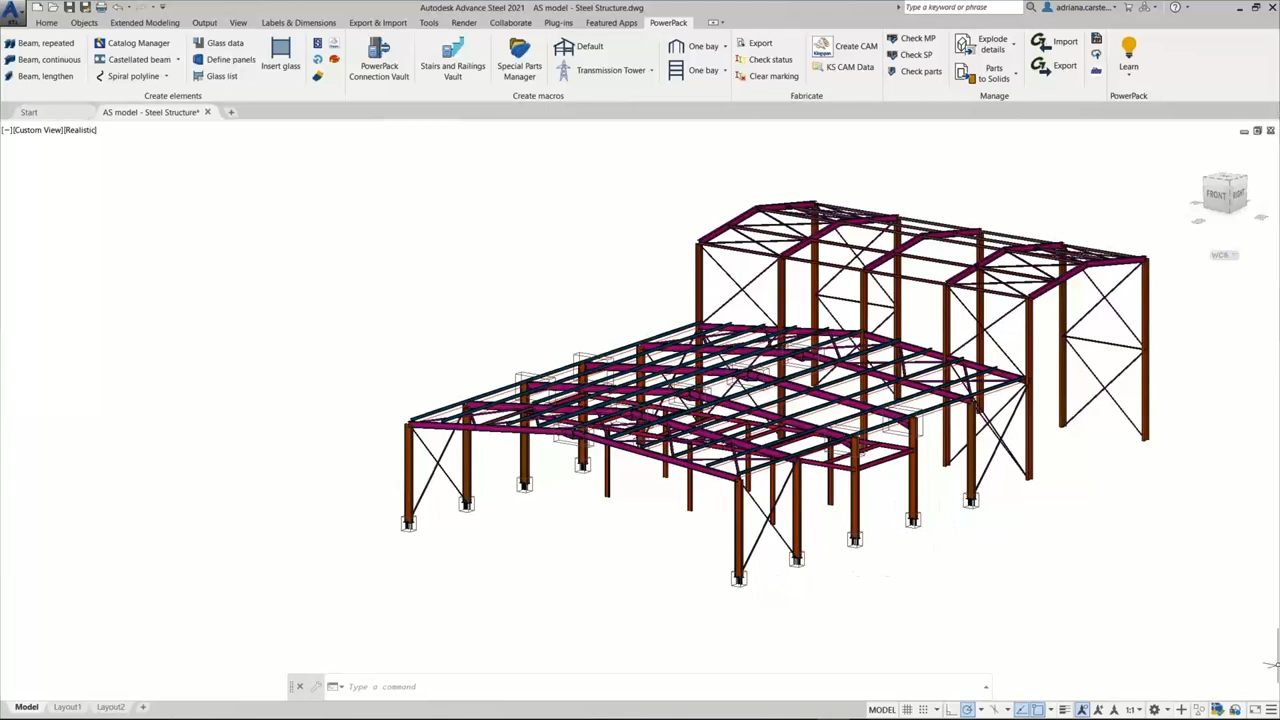 Autodesk Advance Steel 2021 AS model - Steel Structure.dwg
Type a keyword or phrase
adriana.carste...
Home Objects Extended Modeling Output View Labels & Dimensions Export & Import Tools Render Collaborate Plug-ins Featured Apps PowerPack
Beam, repeated
Beam, continuous
Beam, lengthen
Catalog Manager
Castellated beam
Spiral polyline
Glass data
Define panels
Glass list
Insert glass
Create elements
PowerPack
Connection Vault
Stairs and Railings
Vault
Special Parts
Manager
Default
Transmission Tower
One bay
One bay
Create macros
Export
Check status
Clear marking
Create CAM
KS CAM Data
Check MP
Check SP
Check parts
Fabricate
Explode
details
Parts
to Solids
Import
Export
Manage
Learn
PowerPack
Start
AS model - Steel Structure*
[−][Custom View][Realistic]
FRONT
RIGHT
WCS
Type a command
Model Layout1 Layout2
MODEL
1:1